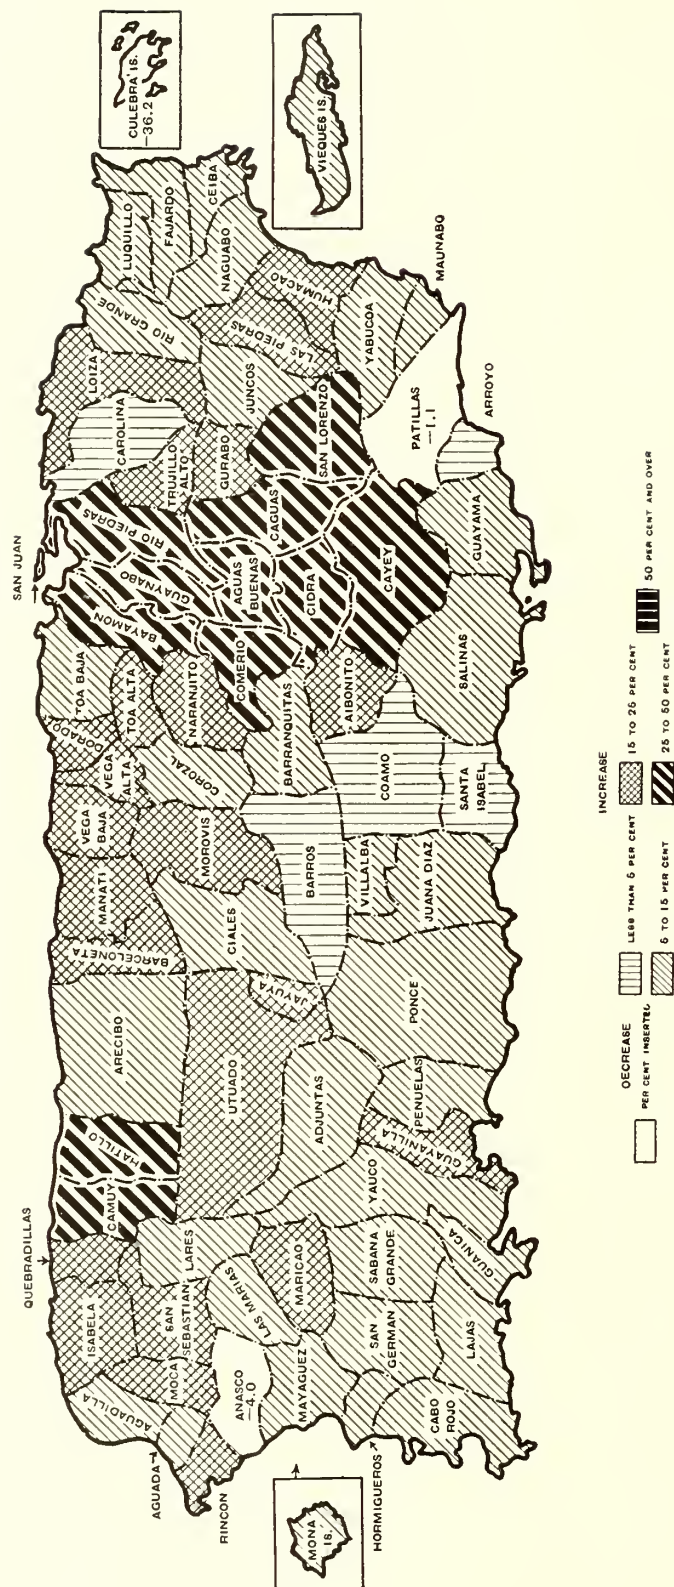 SAN JUAN
CULEBRA IS.
—36.2
VIEQUES IS.
QUEBRADILLAS
AGUADA
RINCON
MONA
IS.
HORMIGUEROS
MAUNABO
ARROYO
AGUADILLA
ISABELA
MOCA
SAN
SEBASTIAN
CAMUY
HATILLO
ARECIBO
BARCELONETA
MANATI
VEGA
BAJA
VEGA
ALTA
DORADO
TOA BAJA
TOA ALTA
BAYAMON
GUAYNABO
RIO PIEDRAS
CAROLINA
LOIZA
TRUJILLO
ALTO
RIO GRANDE
LUQUILLO
FAJARDO
CEIBA
NAGUABO
ANASCO
—4.0
LAS MARIAS
LARES
UTUADO
JAYUYA
CIALES
MOROVIS
COROZAL
NARANJITO
COMERIO
AGUAS
BUENAS
CAGUAS
GURABO
JUNCOS
LAS PIEDRAS
HUMACAO
MAYAGUEZ
MARICAO
ADJUNTAS
BARROS
BARRANQUITAS
AIBONITO
CIDRA
SAN LORENZO
YABUCOA
SAN
GERMAN
SABANA
GRANDE
YAUCO
GUAYANILLA
PENUELAS
PONCE
VILLALBA
JUANA DIAZ
COAMO
SANTA
ISABEL
CAYEY
SALINAS
GUAYAMA
PATILLAS
—1.1
CABO
ROJO
LAJAS
GUANICA
DECREASE
PER CENT INSERTED
INCREASE
LESS THAN 5 PER CENT
5 TO 15 PER CENT
15 TO 25 PER CENT
25 TO 50 PER CENT
50 PER CENT AND OVER